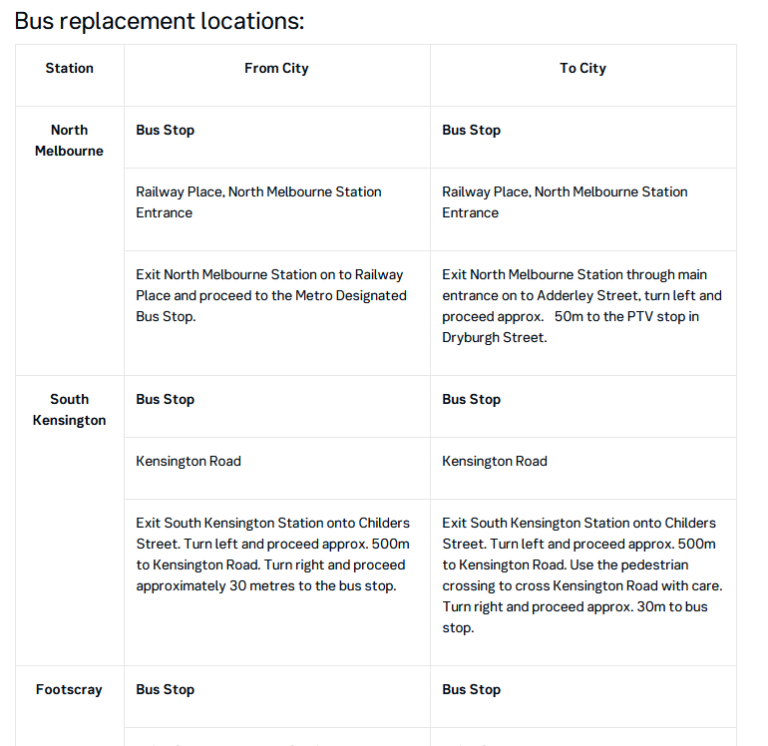 Bus replacement locations:
Station
From City
To City
North
Melbourne
Bus Stop
Bus Stop
Railway Place, North Melbourne Station
Entrance
Railway Place, North Melbourne Station
Entrance
Exit North Melbourne Station on to Railway
Place and proceed to the Metro Designated
Bus Stop.
Exit North Melbourne Station through main
entrance on to Adderley Street, turn left and
proceed approx.   50m to the PTV stop in
Dryburgh Street.
South
Kensington
Bus Stop
Bus Stop
Kensington Road
Kensington Road
Exit South Kensington Station onto Childers
Street. Turn left and proceed approx. 500m
to Kensington Road. Turn right and proceed
approximately 30 metres to the bus stop.
Exit South Kensington Station onto Childers
Street. Turn left and proceed approx. 500m
to Kensington Road. Use the pedestrian
crossing to cross Kensington Road with care.
Turn right and proceed approx. 30m to bus
stop.
Footscray
Bus Stop
Bus Stop